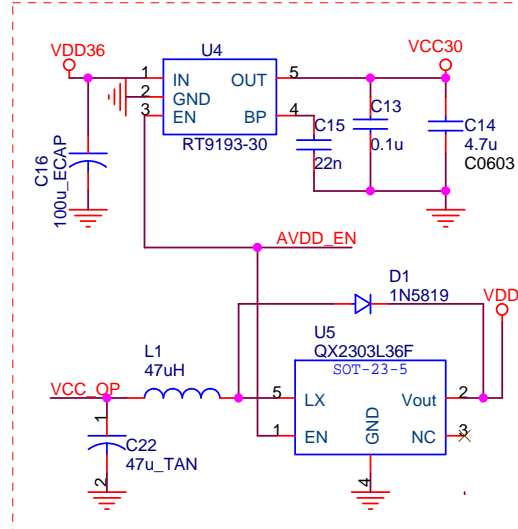 U4
VDD36
VCC30
1 IN OUT 5
2 GND
3 EN BP 4
RT9193-30
C16
100u_ECAP
C15
22n
C13
0.1u
C14
4.7u
C0603
AVDD_EN
D1
1N5819
VDD
U5
QX2303L36F
SOT-23-5
L1
47uH
VCC_OP
5 LX Vout 2
1 EN GND NC 3
4
1
C22
47u_TAN
2